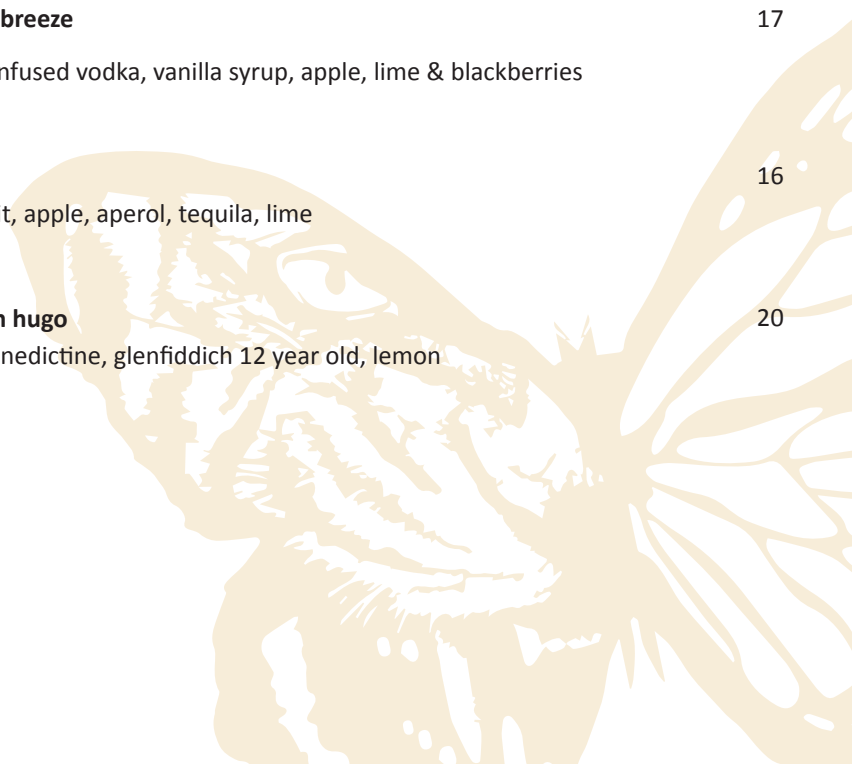 breeze 17
nfused vodka, vanilla syrup, apple, lime & blackberries
16
it, apple, aperol, tequila, lime
n hugo 20
nedictine, glenfiddich 12 year old, lemon